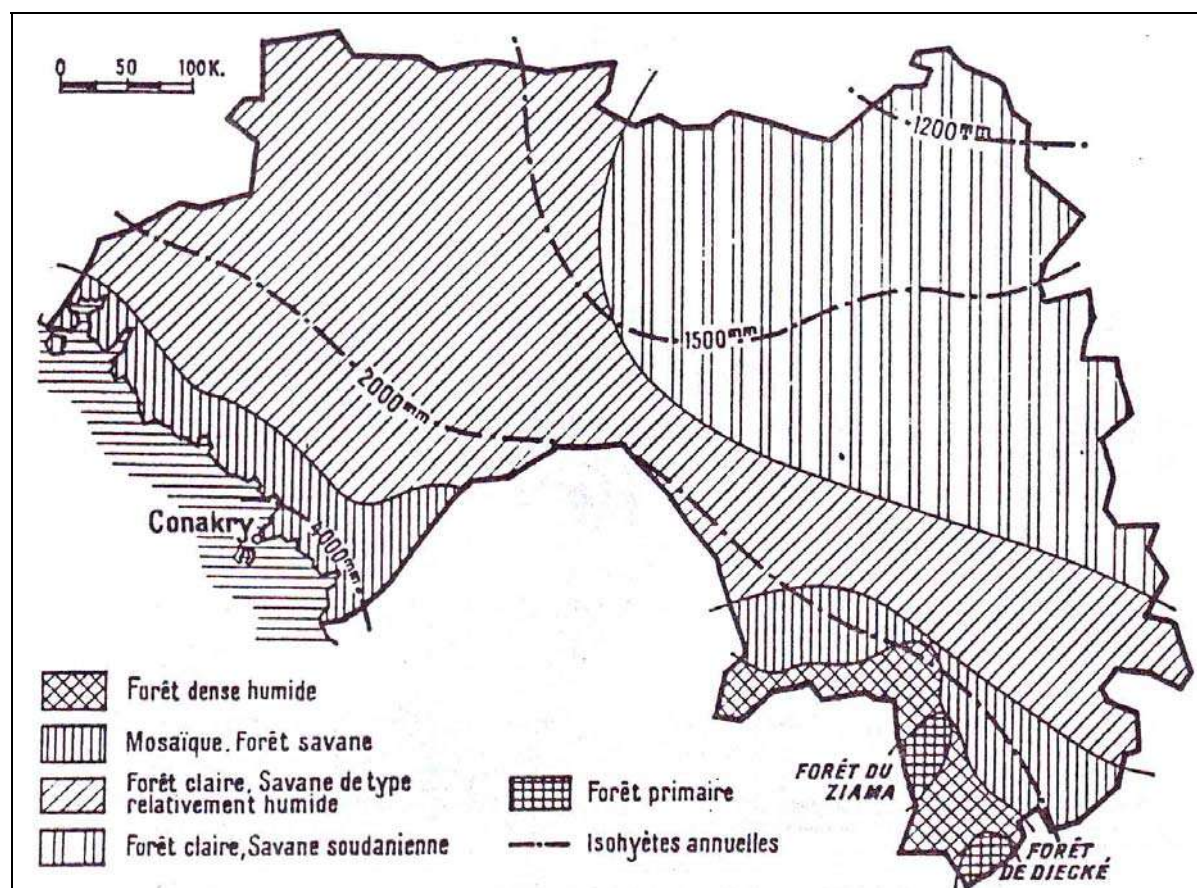 0 50 100K.
1200mm
1500mm
2000mm
4000mm
Conakry
Forêt dense humide
Mosaïque. Forêt savane
Forêt claire, Savane de type
relativement humide
Forêt claire, Savane soudanienne
Forêt primaire
Isohyètes annuelles
FORÊT DU
ZIAMA
FORÊT
DE DIECKÉ